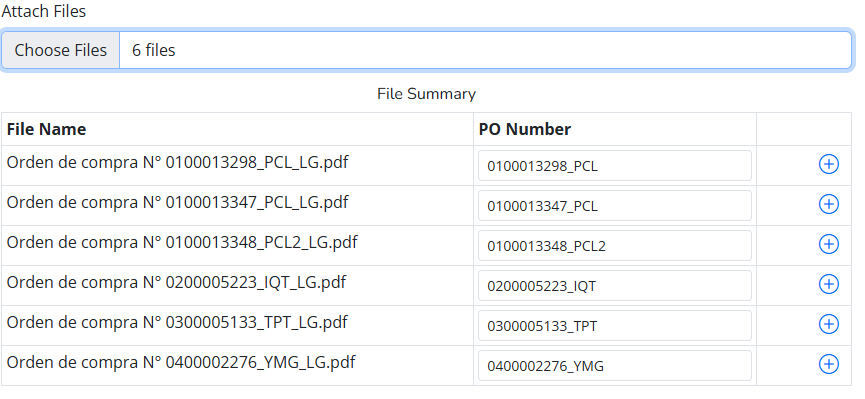 Attach Files
Choose Files 6 files
File Summary
File Name PO Number
Orden de compra N° 0100013298_PCL_LG.pdf 0100013298_PCL
Orden de compra N° 0100013347_PCL_LG.pdf 0100013347_PCL
Orden de compra N° 0100013348_PCL2_LG.pdf 0100013348_PCL2
Orden de compra N° 0200005223_IQT_LG.pdf 0200005223_IQT
Orden de compra N° 0300005133_TPT_LG.pdf 0300005133_TPT
Orden de compra N° 0400002276_YMG_LG.pdf 0400002276_YMG